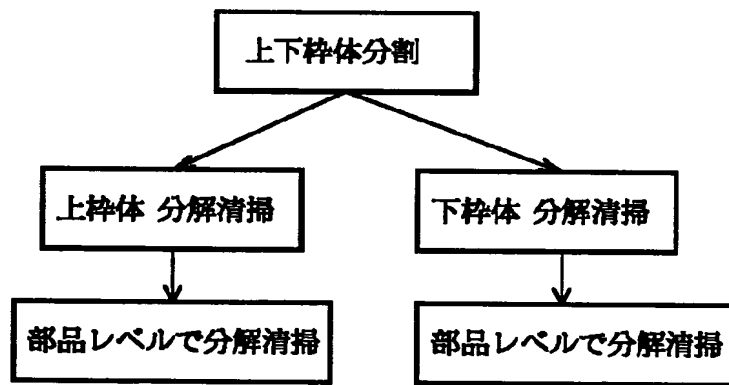 上下枠体分割
上枠体 分解清掃
下枠体 分解清掃
部品レベルで分解清掃
部品レベルで分解清掃